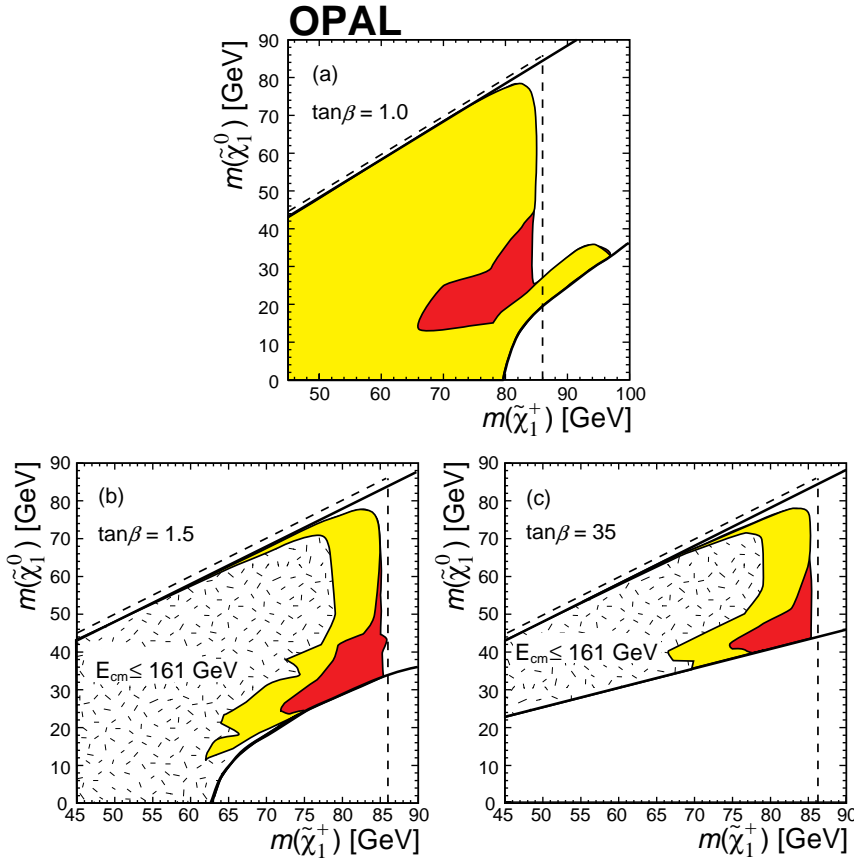 OPAL
m(χ̃₁⁰) [GeV]
90
80
70
60
50
40
30
20
10
0
(a)
tanβ = 1.0
50 60 70 80 90 100
m(χ̃₁⁺) [GeV]
m(χ̃₁⁰) [GeV]
90
80
70
60
50
40
30
20
10
0
(b)
tanβ = 1.5
E_cm ≤ 161 GeV
45 50 55 60 65 70 75 80 85 90
m(χ̃₁⁺) [GeV]
m(χ̃₁⁰) [GeV]
90
80
70
60
50
40
30
20
10
0
(c)
tanβ = 35
E_cm ≤ 161 GeV
45 50 55 60 65 70 75 80 85 90
m(χ̃₁⁺) [GeV]